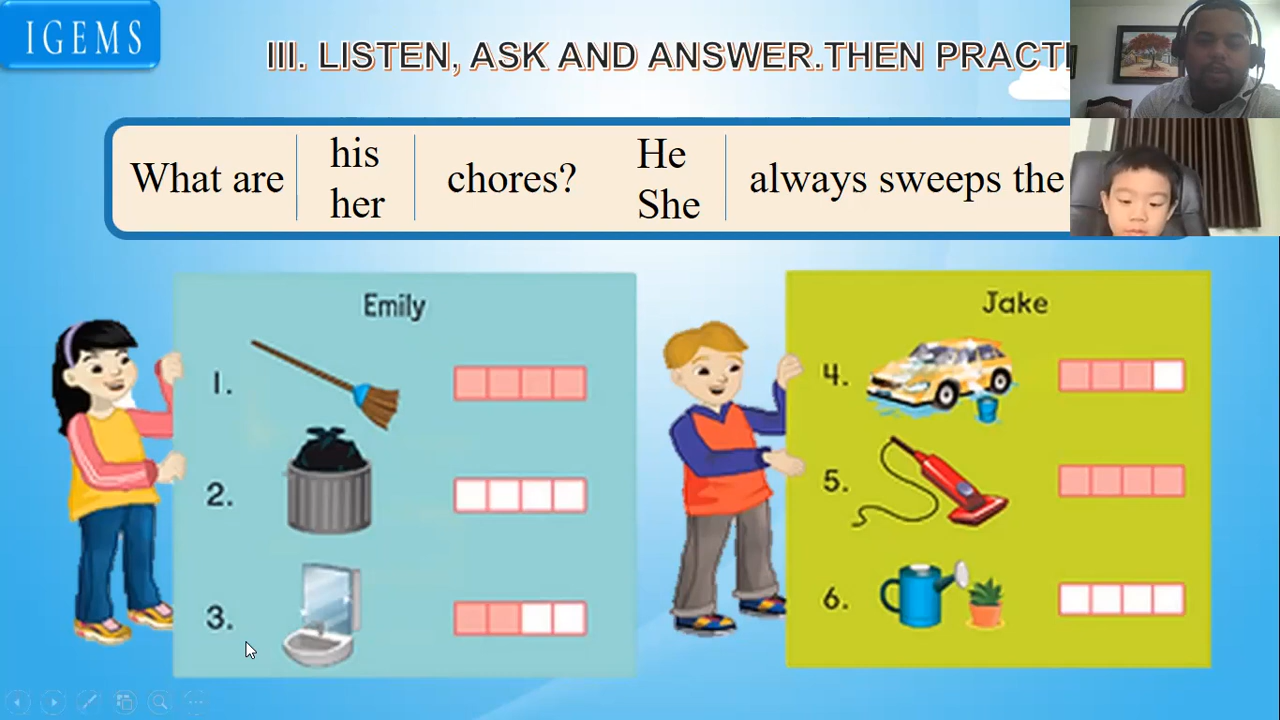 IGEMS
III. LISTEN, ASK AND ANSWER.THEN
What are his her chores? He She always sweeps the
Emily
1.
2.
3.
Jake
4.
5.
6.